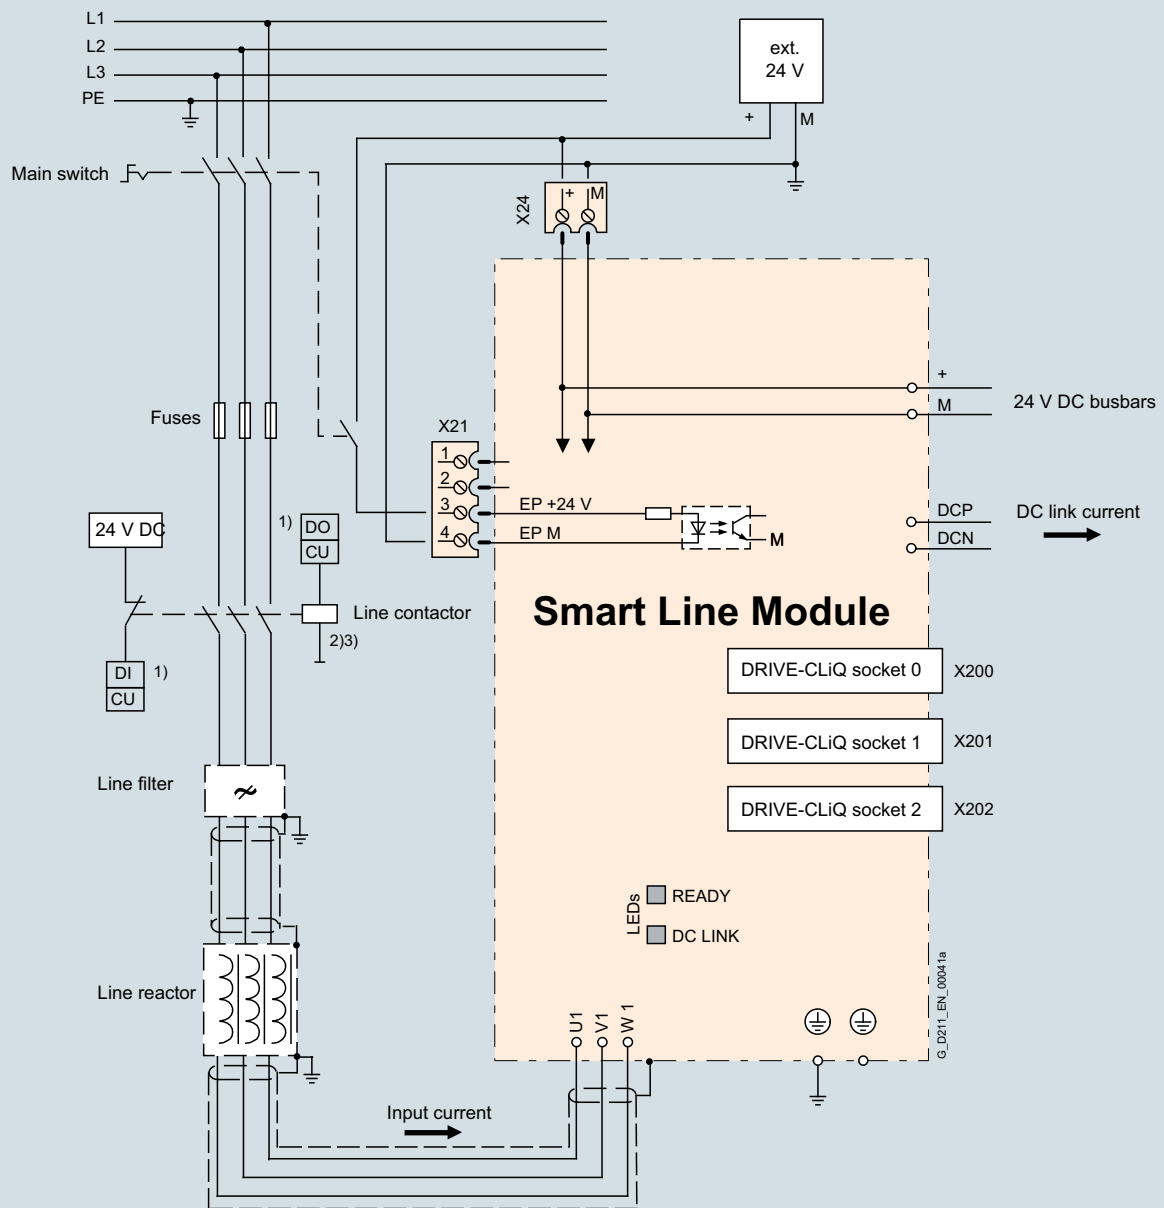 L1
L2
L3
PE
ext.
24 V
+
M
Main switch
X24
+
M
Fuses
X21
1
2
3
4
EP +24 V
EP M
M
+
M
24 V DC busbars
DCP
DCN
DC link current
24 V DC
1)
DO
CU
Line contactor
2)3)
DI
CU
1)
Smart Line Module
DRIVE-CLiQ socket 0
X200
DRIVE-CLiQ socket 1
X201
DRIVE-CLiQ socket 2
X202
Line filter
LEDs
READY
DC LINK
Line reactor
U1
V1
W 1
G_D211_EN_00041a
Input current